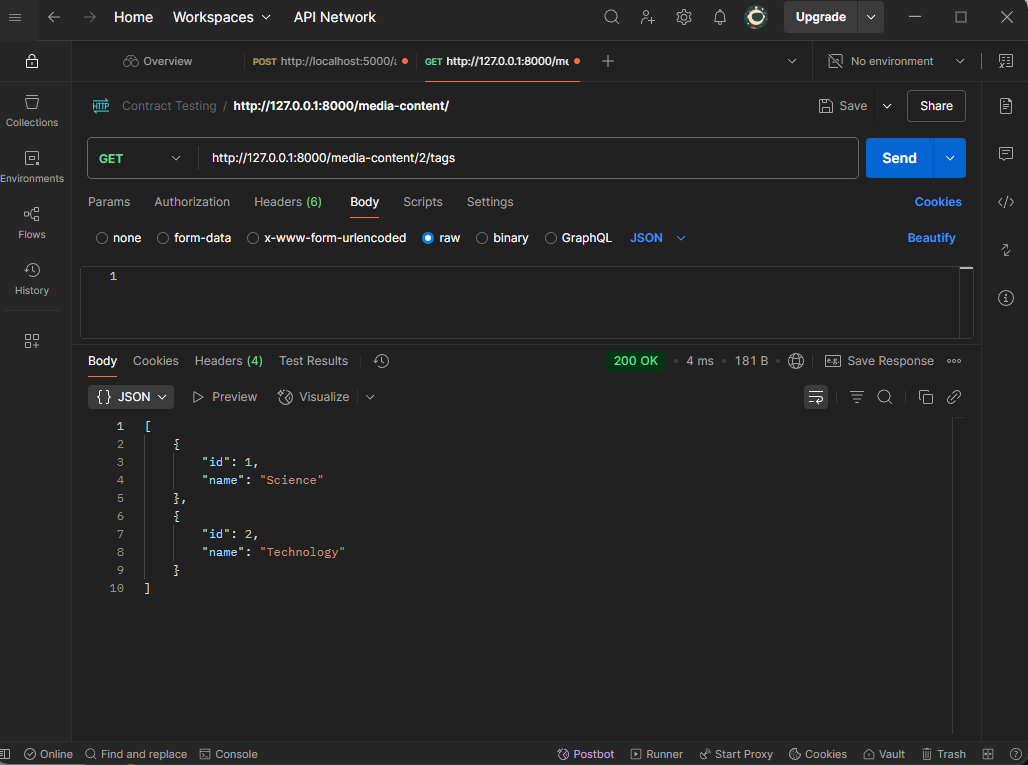 Home Workspaces API Network Upgrade
Overview POST http://localhost:5000/a GET http://127.0.0.1:8000/me No environment
HTTP Contract Testing / http://127.0.0.1:8000/media-content/ Save Share
Collections
GET http://127.0.0.1:8000/media-content/2/tags Send
Environments
Params Authorization Headers (6) Body Scripts Settings Cookies
Flows
none form-data x-www-form-urlencoded raw binary GraphQL JSON Beautify
1
History
Body Cookies Headers (4) Test Results 200 OK 4 ms 181 B e.g. Save Response
{} JSON Preview Visualize
1 [
2 {
3 "id": 1,
4 "name": "Science"
5 },
6 {
7 "id": 2,
8 "name": "Technology"
9 }
10 ]
Online Find and replace Console Postbot Runner Start Proxy Cookies Vault Trash